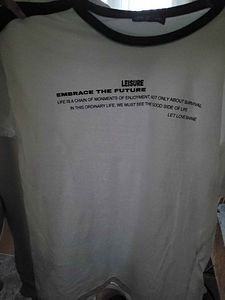 LEISURE
EMBRACE THE FUTURE
LIFE IS A CHAIN OF MONMENTS OF ENJOYMENT, NOT ONLY ABOUT SURVIVAL
IN THIS ORDINARY LIFE, WE MUST SEE THE GOOD SIDE OF LIFE
LET LOVE SHINE